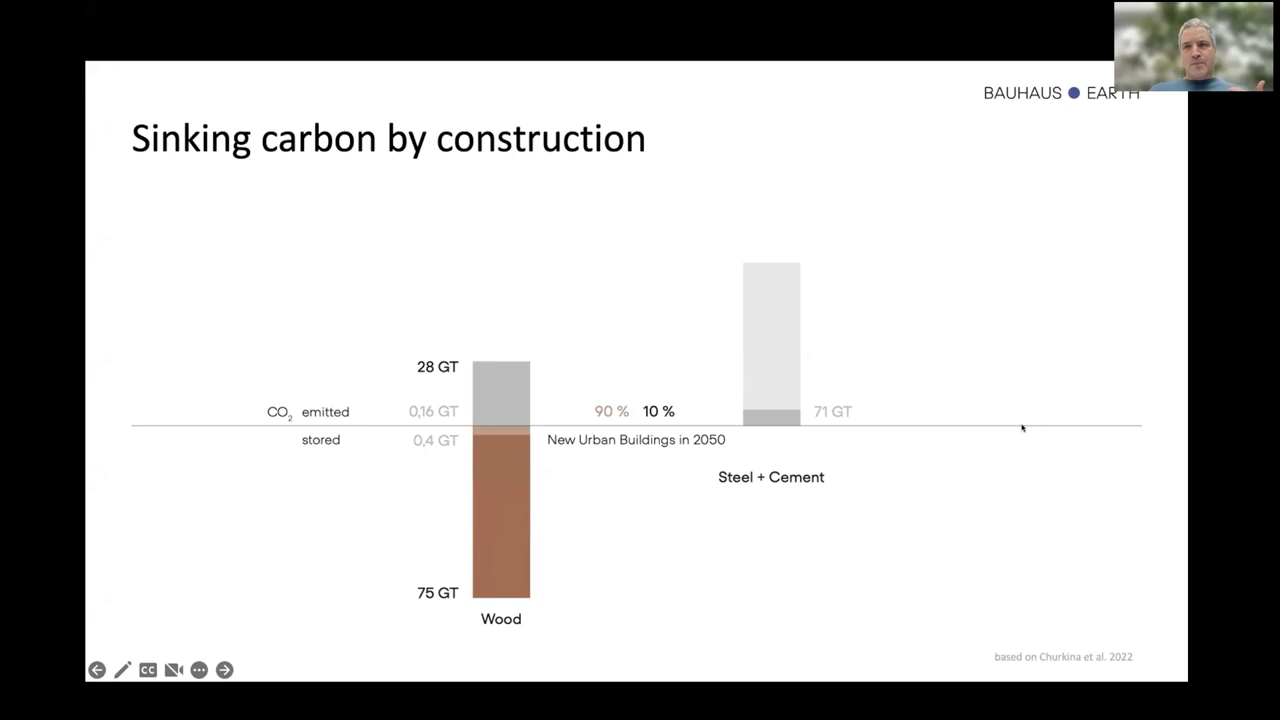 BAUHAUS EARTH
Sinking carbon by construction
28 GT
CO2 emitted
0,16 GT
90 % 10 %
71 GT
stored
0,4 GT
New Urban Buildings in 2050
Steel + Cement
75 GT
Wood
based on Churkina et al. 2022
CC